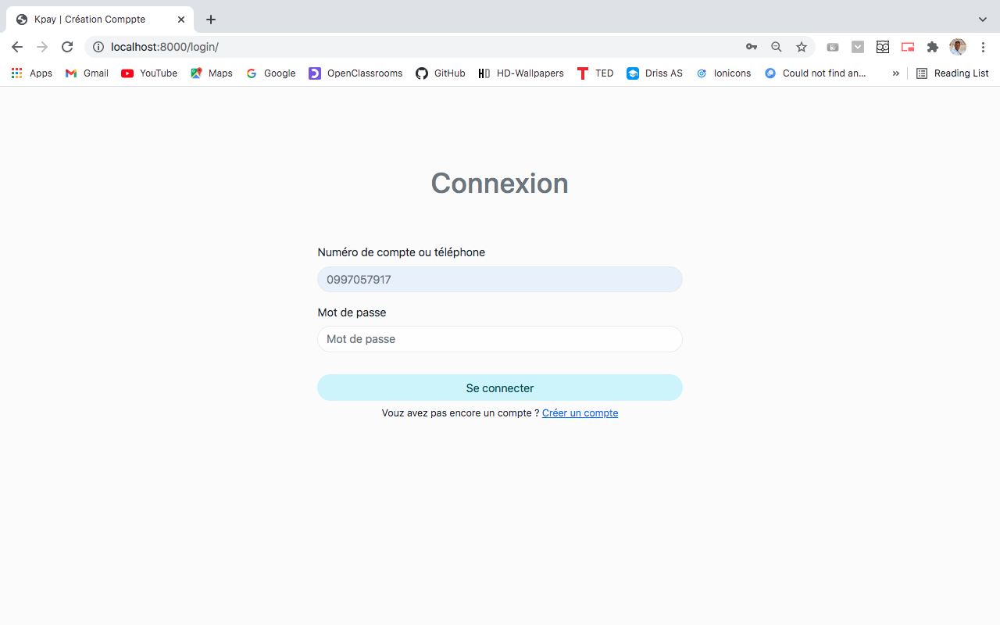 Kpay | Création Comppte
localhost:8000/login/
Apps Gmail YouTube Maps Google OpenClassrooms GitHub HD-Wallpapers TED Driss AS Ionicons Could not find an... » Reading List
Connexion
Numéro de compte ou téléphone
0997057917
Mot de passe
Mot de passe
Se connecter
Vouz avez pas encore un compte ? Créer un compte